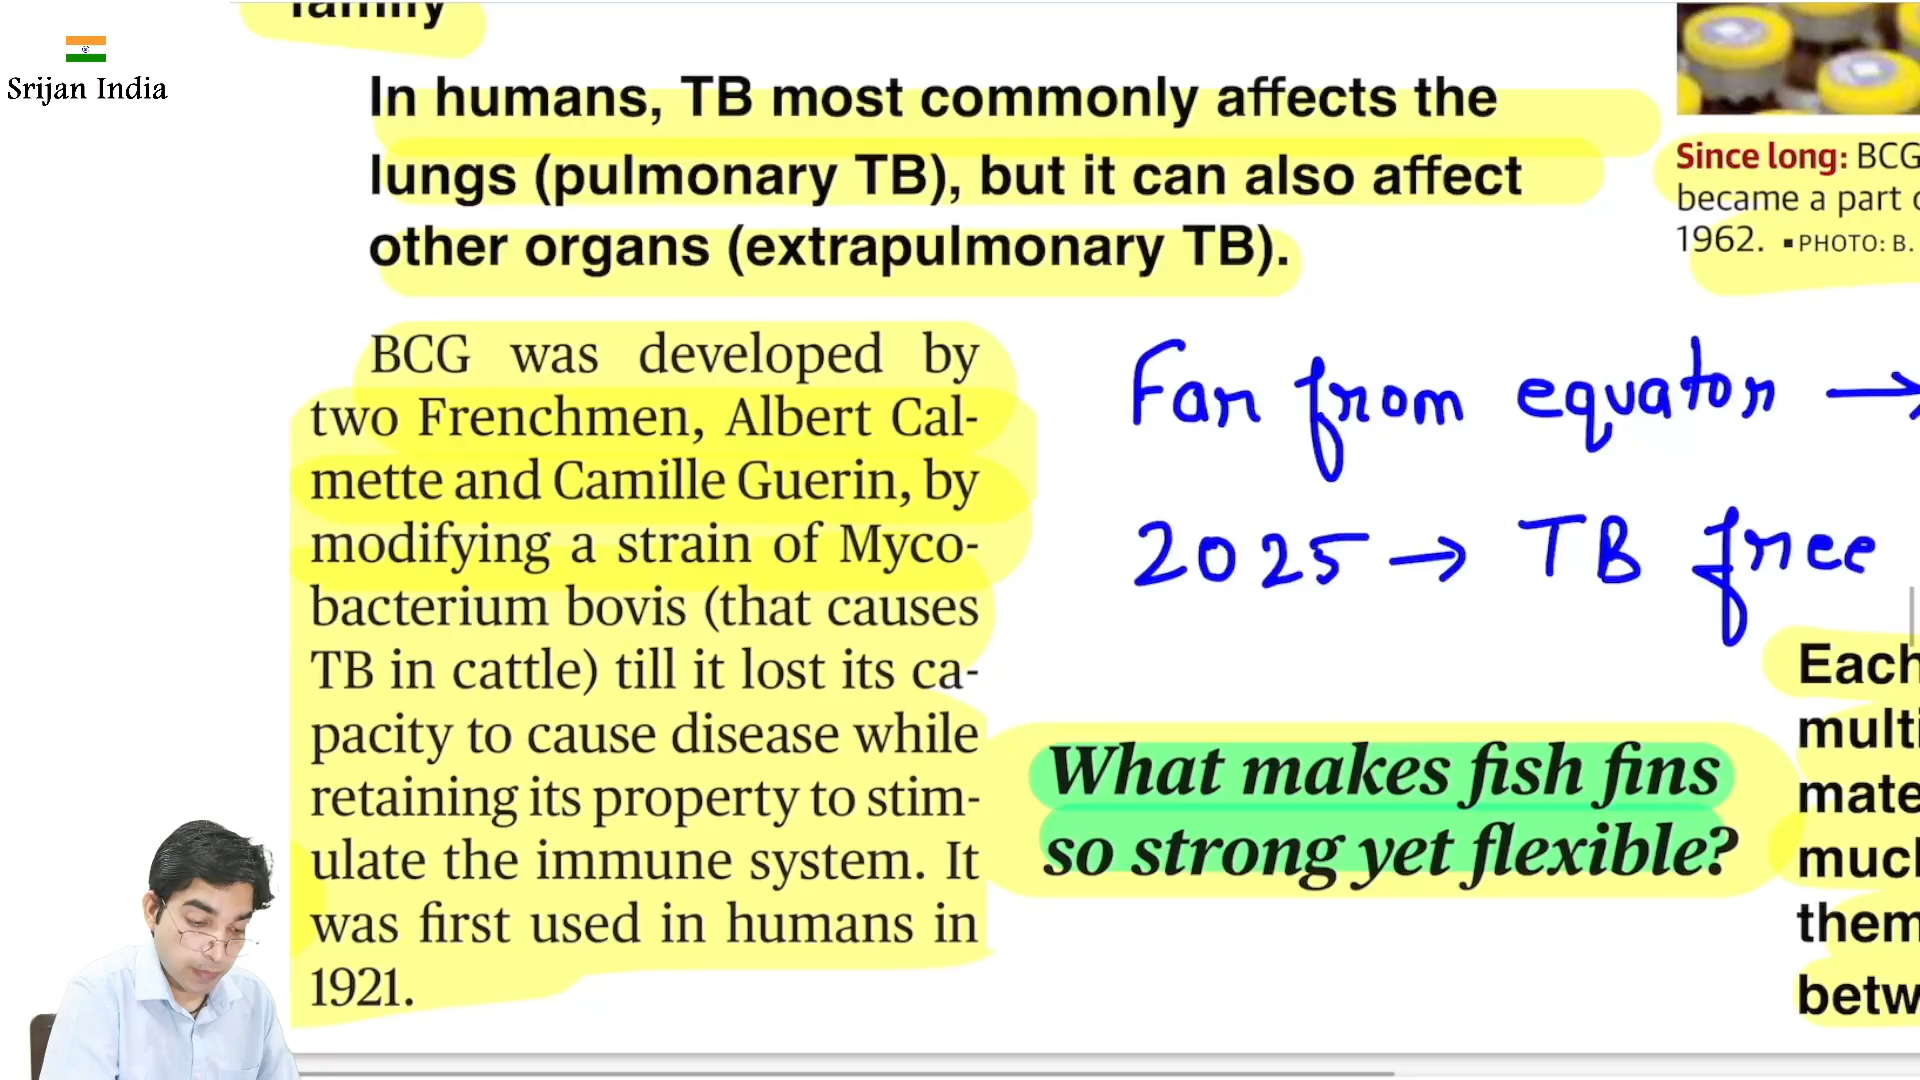 family
Srijan India
In humans, TB most commonly affects the
lungs (pulmonary TB), but it can also affect
other organs (extrapulmonary TB).
Since long: BCG
became a part
1962. ▪PHOTO: B.
BCG was developed by
two Frenchmen, Albert Cal-
mette and Camille Guerin, by
modifying a strain of Myco-
bacterium bovis (that causes
TB in cattle) till it lost its ca-
pacity to cause disease while
retaining its property to stim-
ulate the immune system. It
was first used in humans in
1921.
Far from equator →
2025 → TB free
What makes fish fins
so strong yet flexible?
Each
multi
mate
much
them
betw